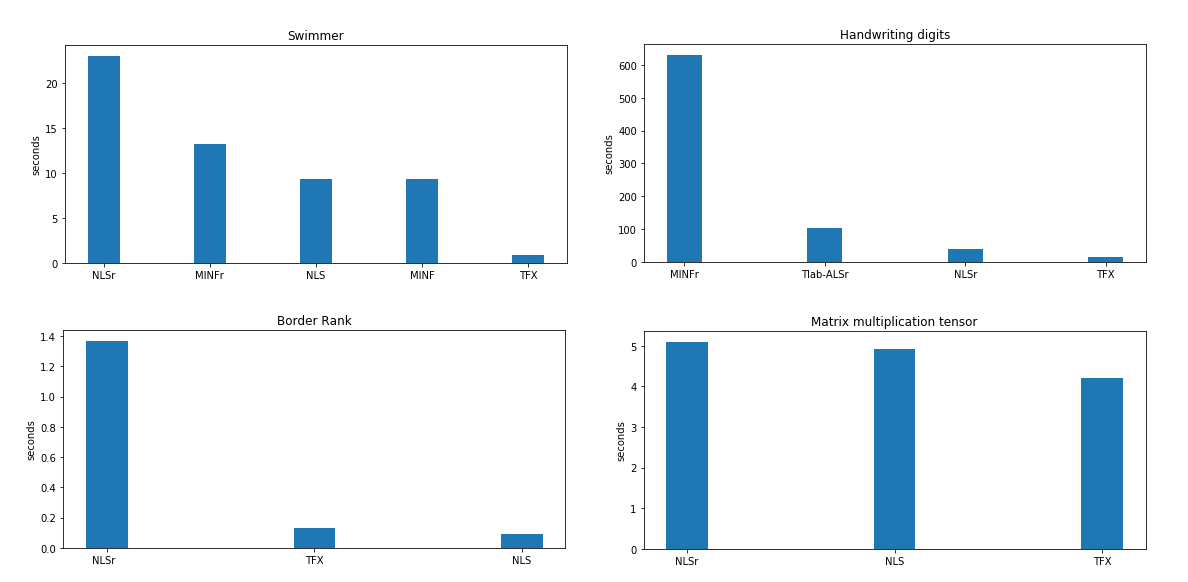 Swimmer
seconds
20
15
10
5
0
NLSr MINFr NLS MINF TFX
Handwriting digits
seconds
600
500
400
300
200
100
0
MINFr Tlab-ALSr NLSr TFX
Border Rank
seconds
1.4
1.2
1.0
0.8
0.6
0.4
0.2
0.0
NLSr TFX NLS
Matrix multiplication tensor
seconds
5
4
3
2
1
0
NLSr NLS TFX